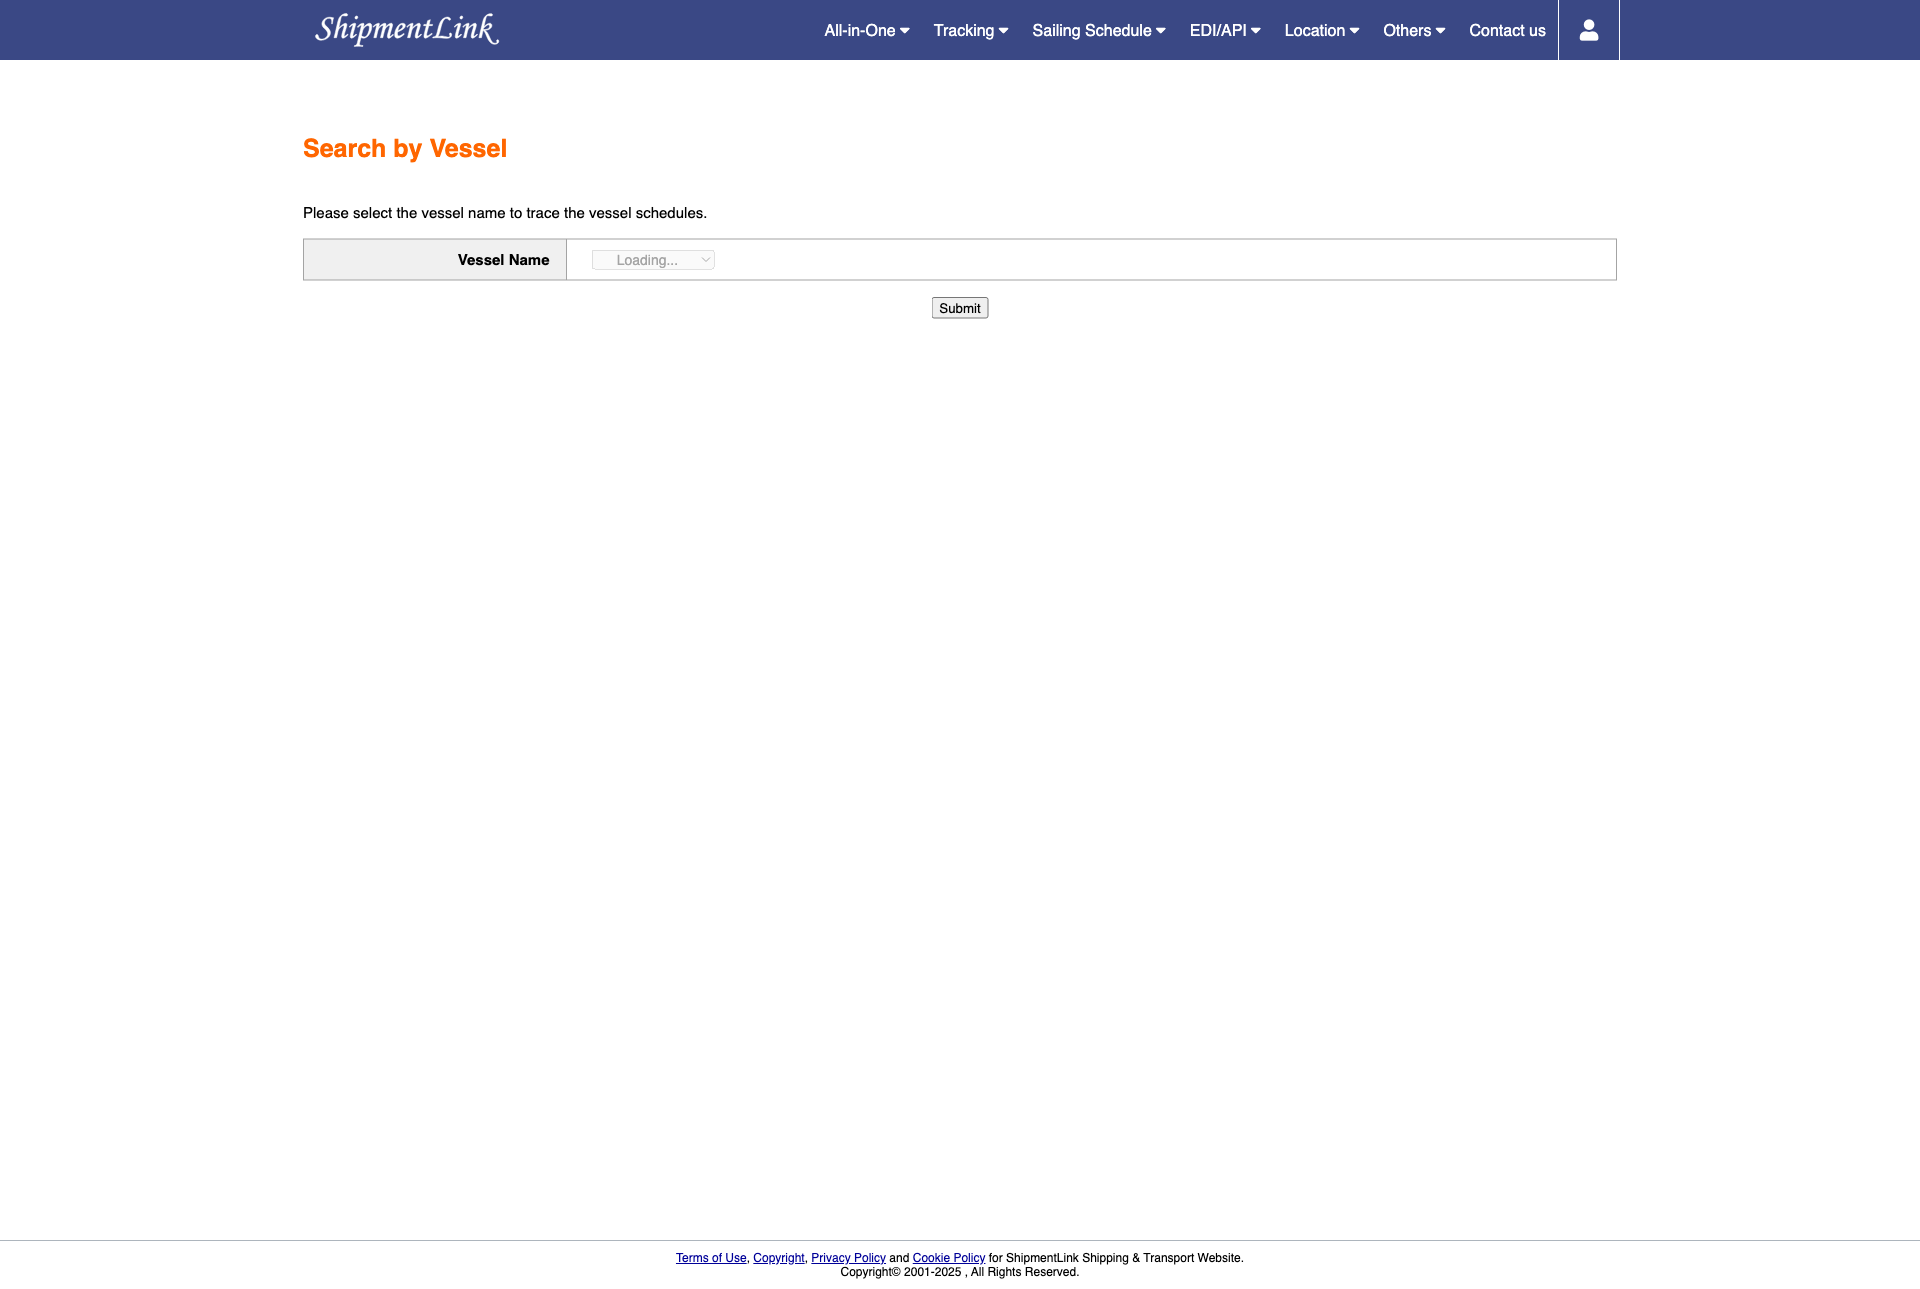 ShipmentLink
All-in-One Tracking Sailing Schedule EDI/API Location Others Contact us
Search by Vessel
Please select the vessel name to trace the vessel schedules.
Vessel Name Loading...
Submit
Terms of Use, Copyright, Privacy Policy and Cookie Policy for ShipmentLink Shipping & Transport Website.
Copyright© 2001-2025 , All Rights Reserved.